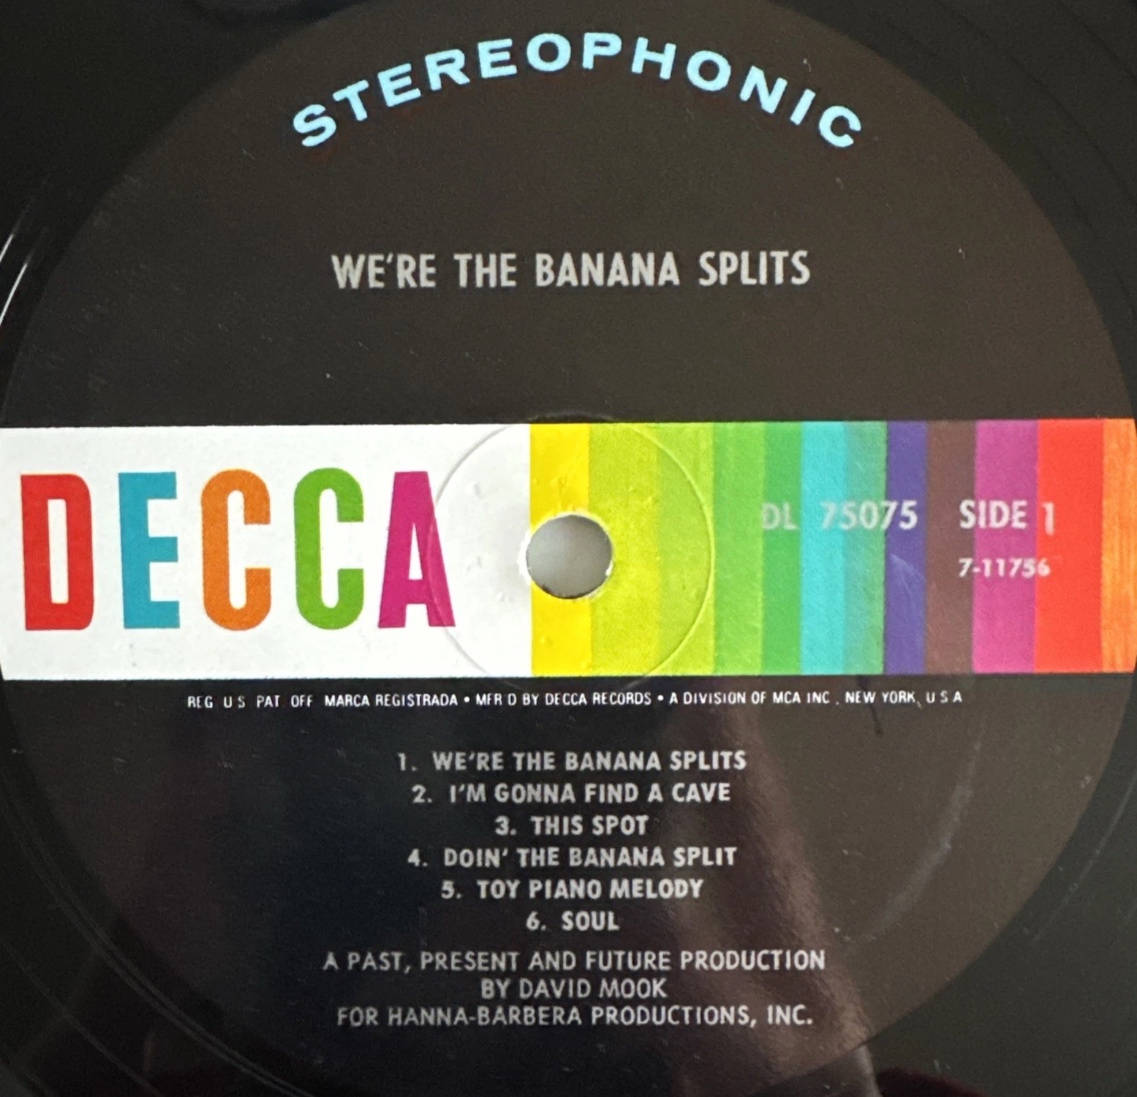 STEREOPHONIC
WE'RE THE BANANA SPLITS
DECCA
DL 75075 SIDE 1
7-11756
REG U S PAT OFF MARCA REGISTRADA • MFR D BY DECCA RECORDS • A DIVISION OF MCA INC., NEW YORK, U S A
1. WE'RE THE BANANA SPLITS
2. I'M GONNA FIND A CAVE
3. THIS SPOT
4. DOIN' THE BANANA SPLIT
5. TOY PIANO MELODY
6. SOUL
A PAST, PRESENT AND FUTURE PRODUCTION
BY DAVID MOOK
FOR HANNA-BARBERA PRODUCTIONS, INC.